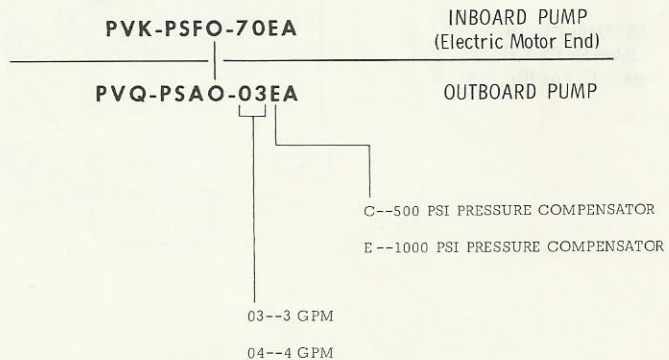 PVK-PSFO-70EA INBOARD PUMP
(Electric Motor End)
PVQ-PSAO-03EA OUTBOARD PUMP
C--500 PSI PRESSURE COMPENSATOR
E--1000 PSI PRESSURE COMPENSATOR
03--3 GPM
04--4 GPM